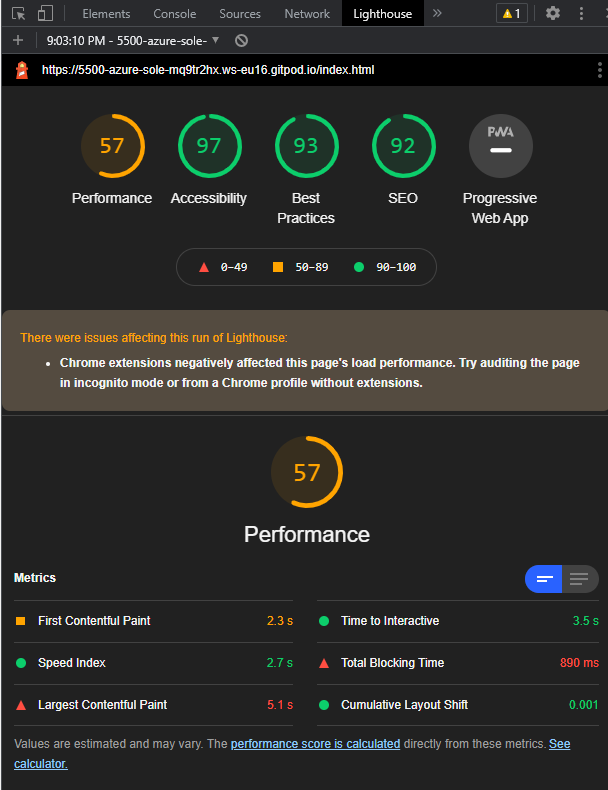 Elements Console Sources Network Lighthouse » 1
+ 9:03:10 PM - 5500-azure-sole-
https://5500-azure-sole-mq9tr2hx.ws-eu16.gitpod.io/index.html
57 97 93 92 PWA
Performance Accessibility Best Practices SEO Progressive Web App
0–49 50–89 90–100
There were issues affecting this run of Lighthouse:
• Chrome extensions negatively affected this page's load performance. Try auditing the page
in incognito mode or from a Chrome profile without extensions.
57
Performance
Metrics
First Contentful Paint 2.3 s Time to Interactive 3.5 s
Speed Index 2.7 s Total Blocking Time 890 ms
Largest Contentful Paint 5.1 s Cumulative Layout Shift 0.001
Values are estimated and may vary. The performance score is calculated directly from these metrics. See
calculator.